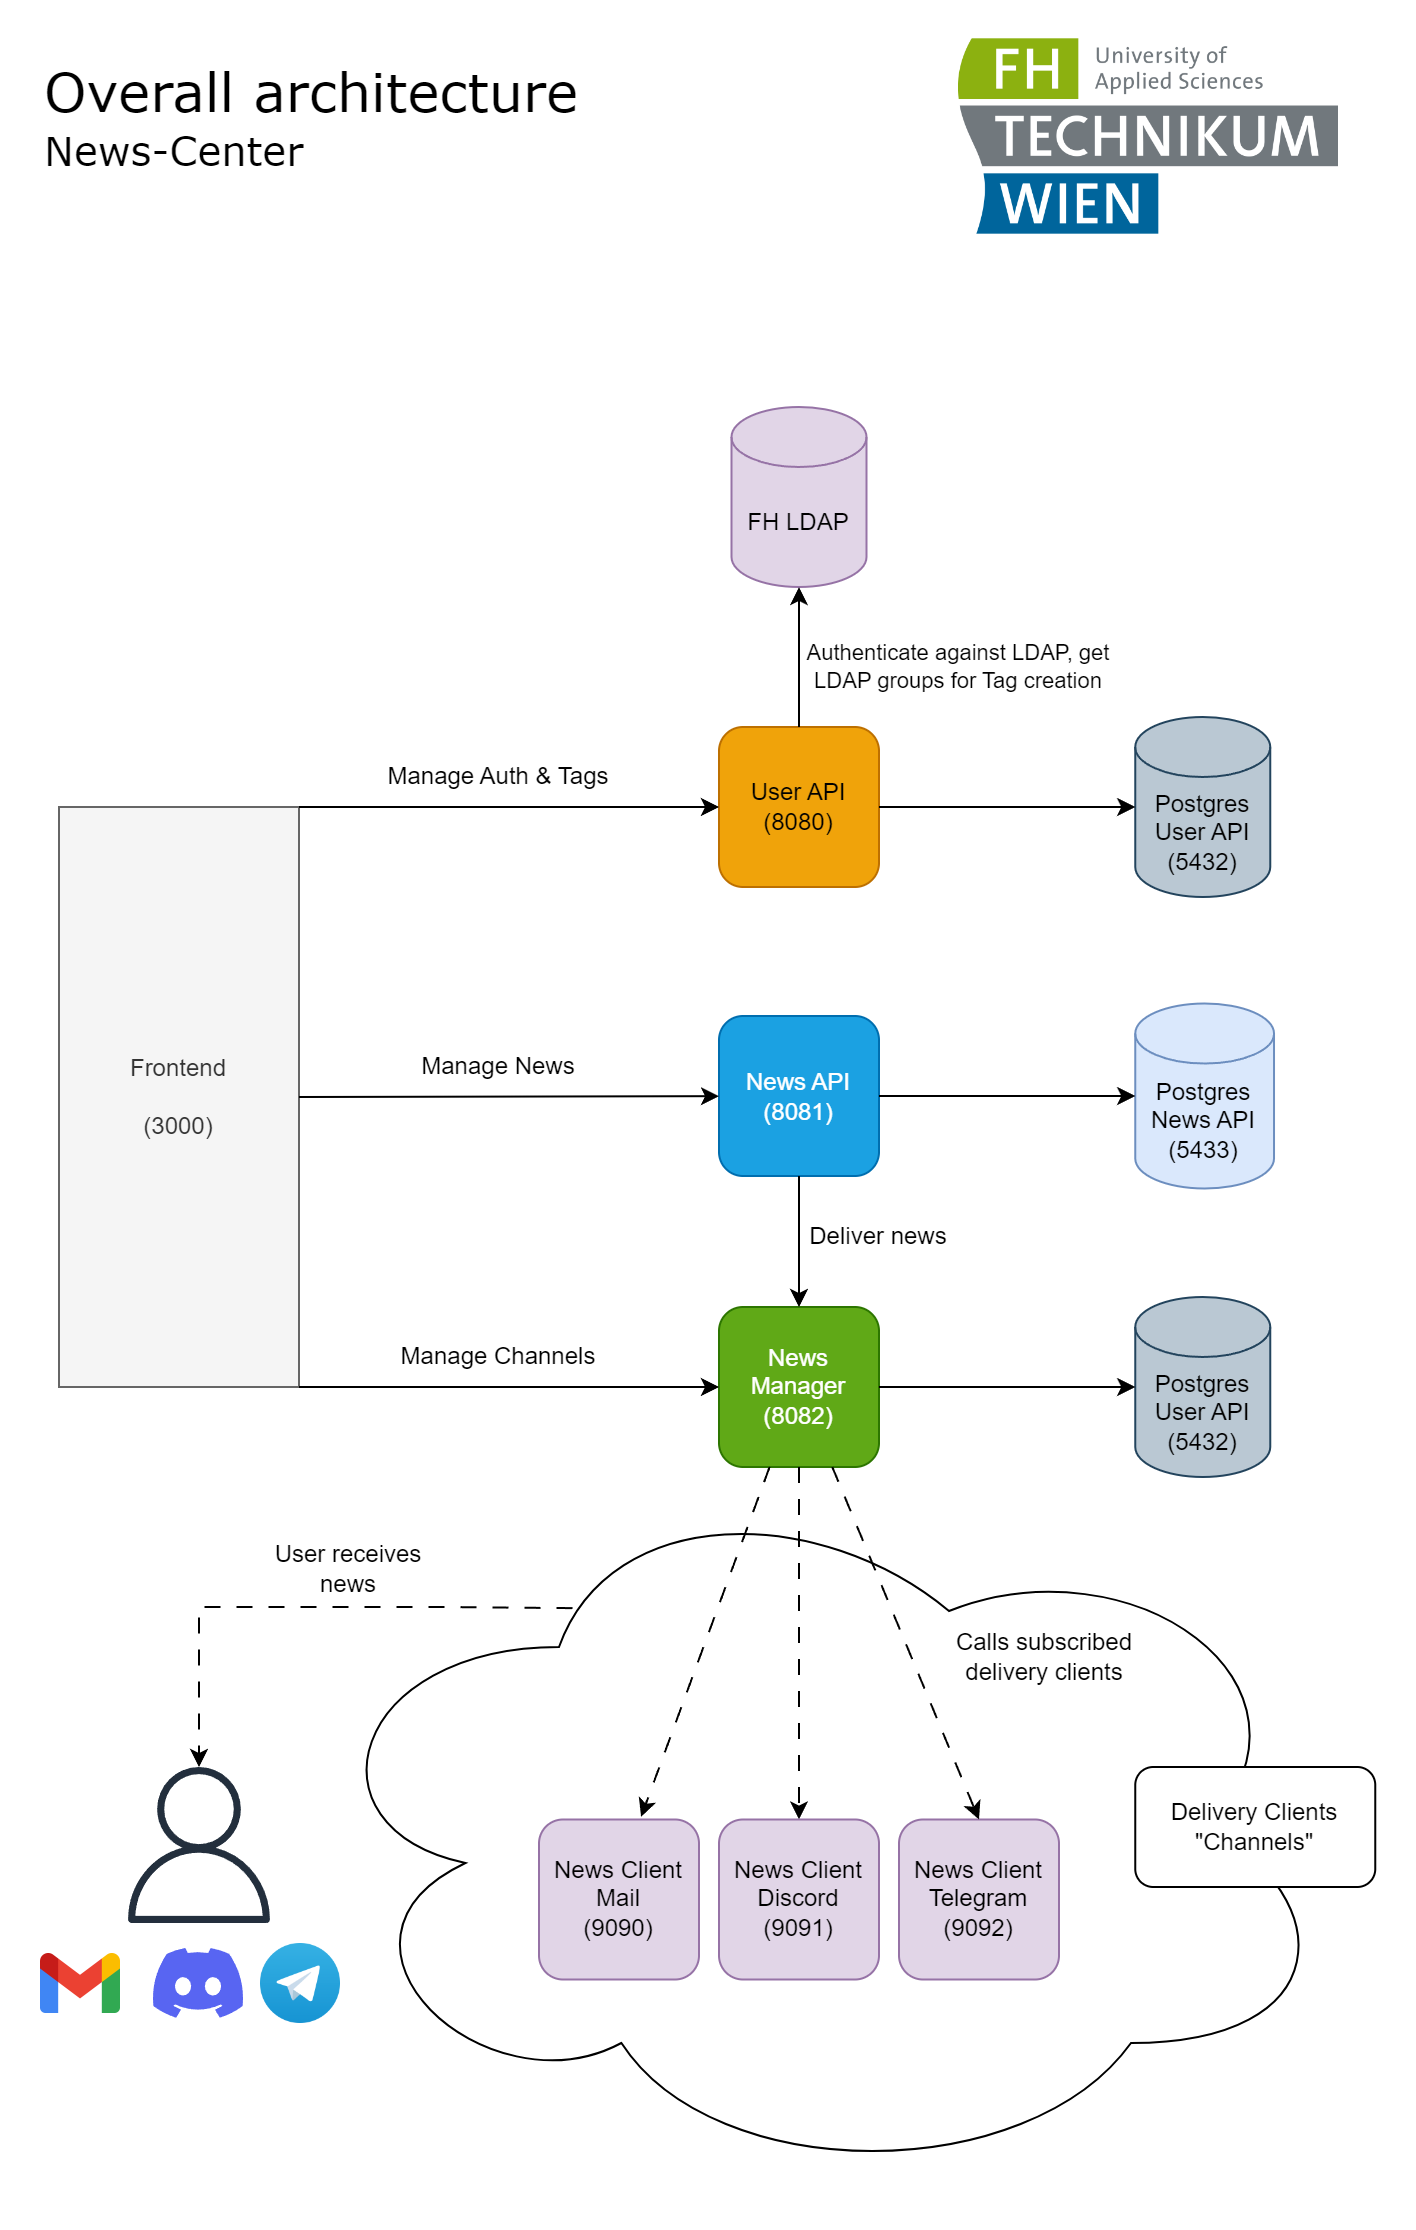 Overall architecture
News-Center
FH
University of
Applied Sciences
TECHNIKUM
WIEN
FH LDAP
Authenticate against LDAP, get
LDAP groups for Tag creation
Manage Auth & Tags
User API
(8080)
Postgres
User API
(5432)
Frontend
(3000)
Manage News
News API
(8081)
Postgres
News API
(5433)
Deliver news
Manage Channels
News
Manager
(8082)
Postgres
User API
(5432)
User receives
news
Calls subscribed
delivery clients
Delivery Clients
"Channels"
News Client
Mail
(9090)
News Client
Discord
(9091)
News Client
Telegram
(9092)